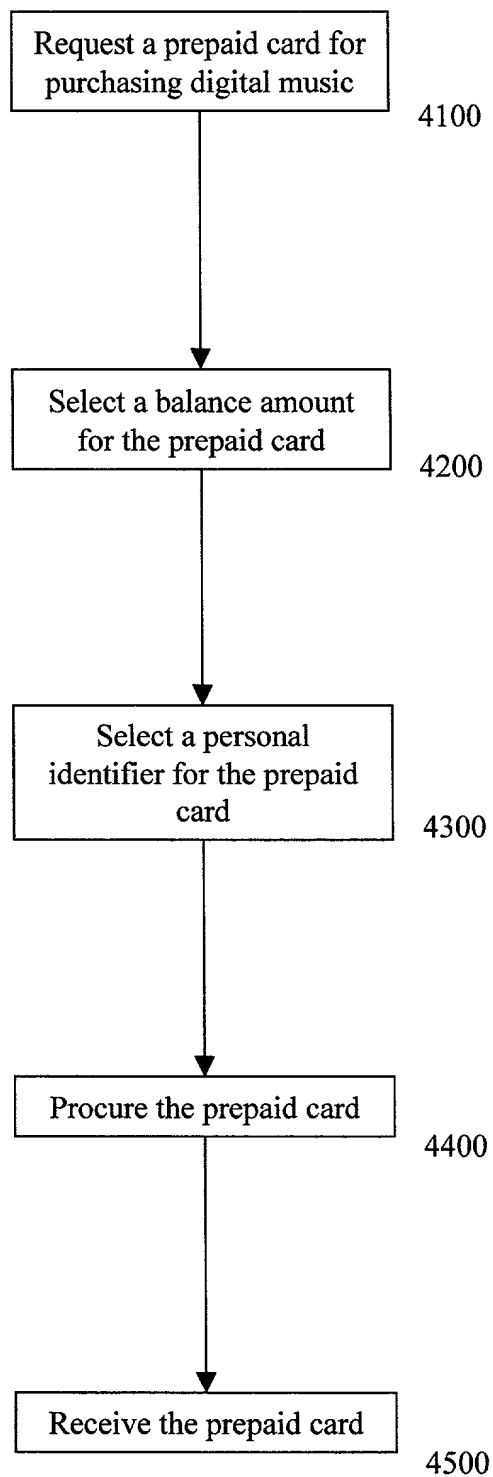 Request a prepaid card for
purchasing digital music
4100
Select a balance amount
for the prepaid card
4200
Select a personal
identifier for the prepaid
card
4300
Procure the prepaid card
4400
Receive the prepaid card
4500